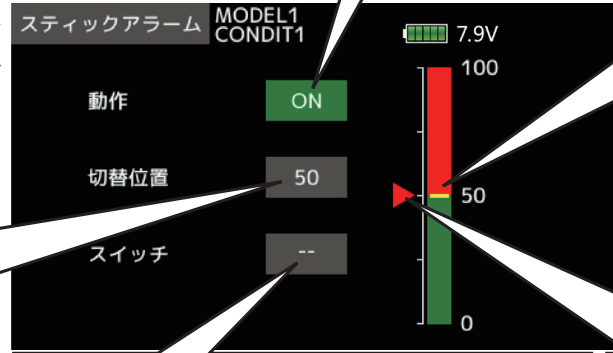 スティックアラーム MODEL1
CONDIT1
7.9V
動作 ON
切替位置 50
スイッチ --
100
50
0